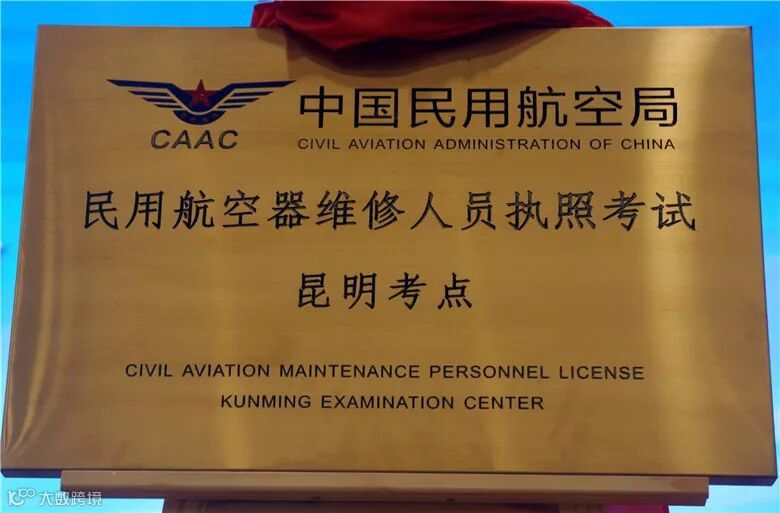 CAAC
中国民用航空局
CIVIL AVIATION ADMINISTRATION OF CHINA
民用航空器维修人员执照考试
昆明考点
CIVIL AVIATION MAINTENANCE PERSONNEL LICENSE
KUNMING EXAMINATION CENTER
大数跨境